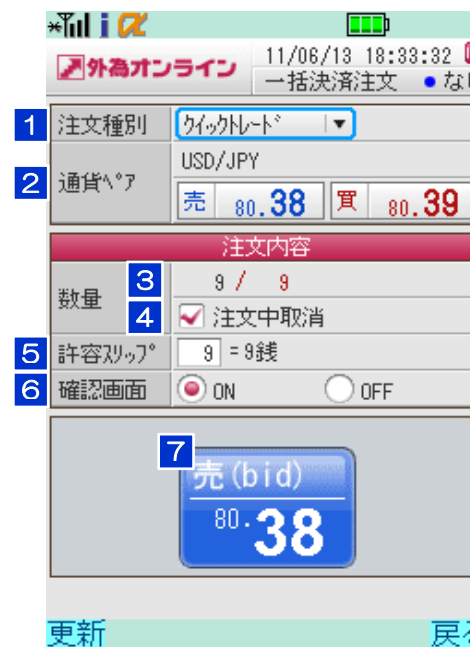 iα
外為オンライン
11/06/13 18:33:32
一括決済注文 ●な
1 注文種別 クイックトレード ▼
2 通貨ペア
USD/JPY
売 80.38 買 80.39
注文内容
数量
3 9 / 9
4 注文中取消
5 許容スリップ 9 =9銭
6 確認画面 ON OFF
7
売(bid)
80.38
更新 戻